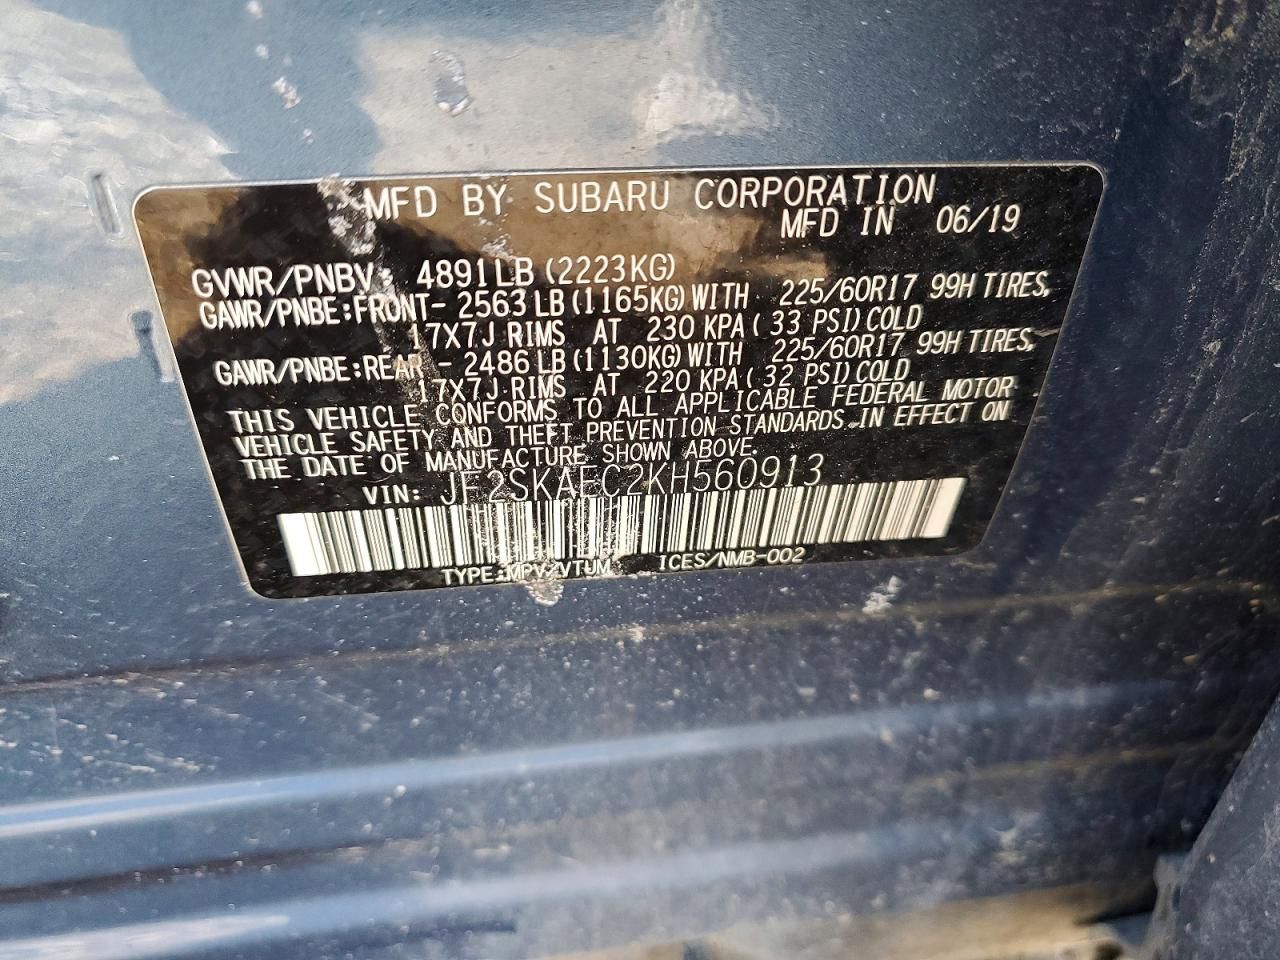 MFD BY SUBARU CORPORATION
MFD IN 06/19
GVWR/PNBV: 4891LB(2223KG)
GAWR/PNBE:FRONT- 2563LB(1165KG)WITH 225/60R17 99H TIRES,
17X7J RIMS AT 230 KPA( 33 PSI)COLD
GAWR/PNBE:REAR - 2486LB(1130KG)WITH 225/60R17 99H TIRES,
17X7J RIMS AT 220 KPA( 32 PSI)COLD
THIS VEHICLE CONFORMS TO ALL APPLICABLE FEDERAL MOTOR
VEHICLE SAFETY AND THEFT PREVENTION STANDARDS IN EFFECT ON
THE DATE OF MANUFACTURE SHOWN ABOVE.
VIN: JF2SKAEC2KH560913
TYPE:MPV/VTUM ICES/NMB-002